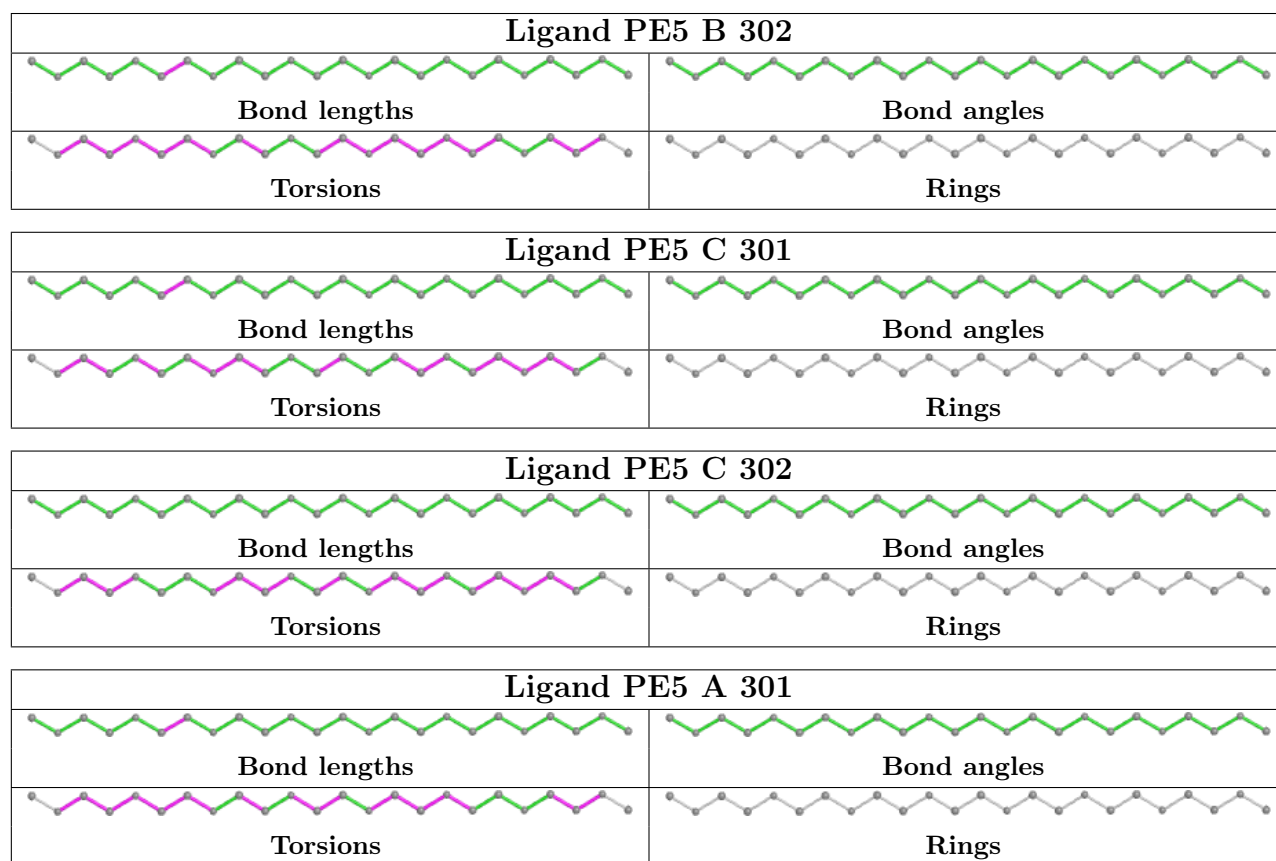 Ligand PE5 B 302
Bond lengths Bond angles
Torsions Rings
Ligand PE5 C 301
Bond lengths Bond angles
Torsions Rings
Ligand PE5 C 302
Bond lengths Bond angles
Torsions Rings
Ligand PE5 A 301
Bond lengths Bond angles
Torsions Rings